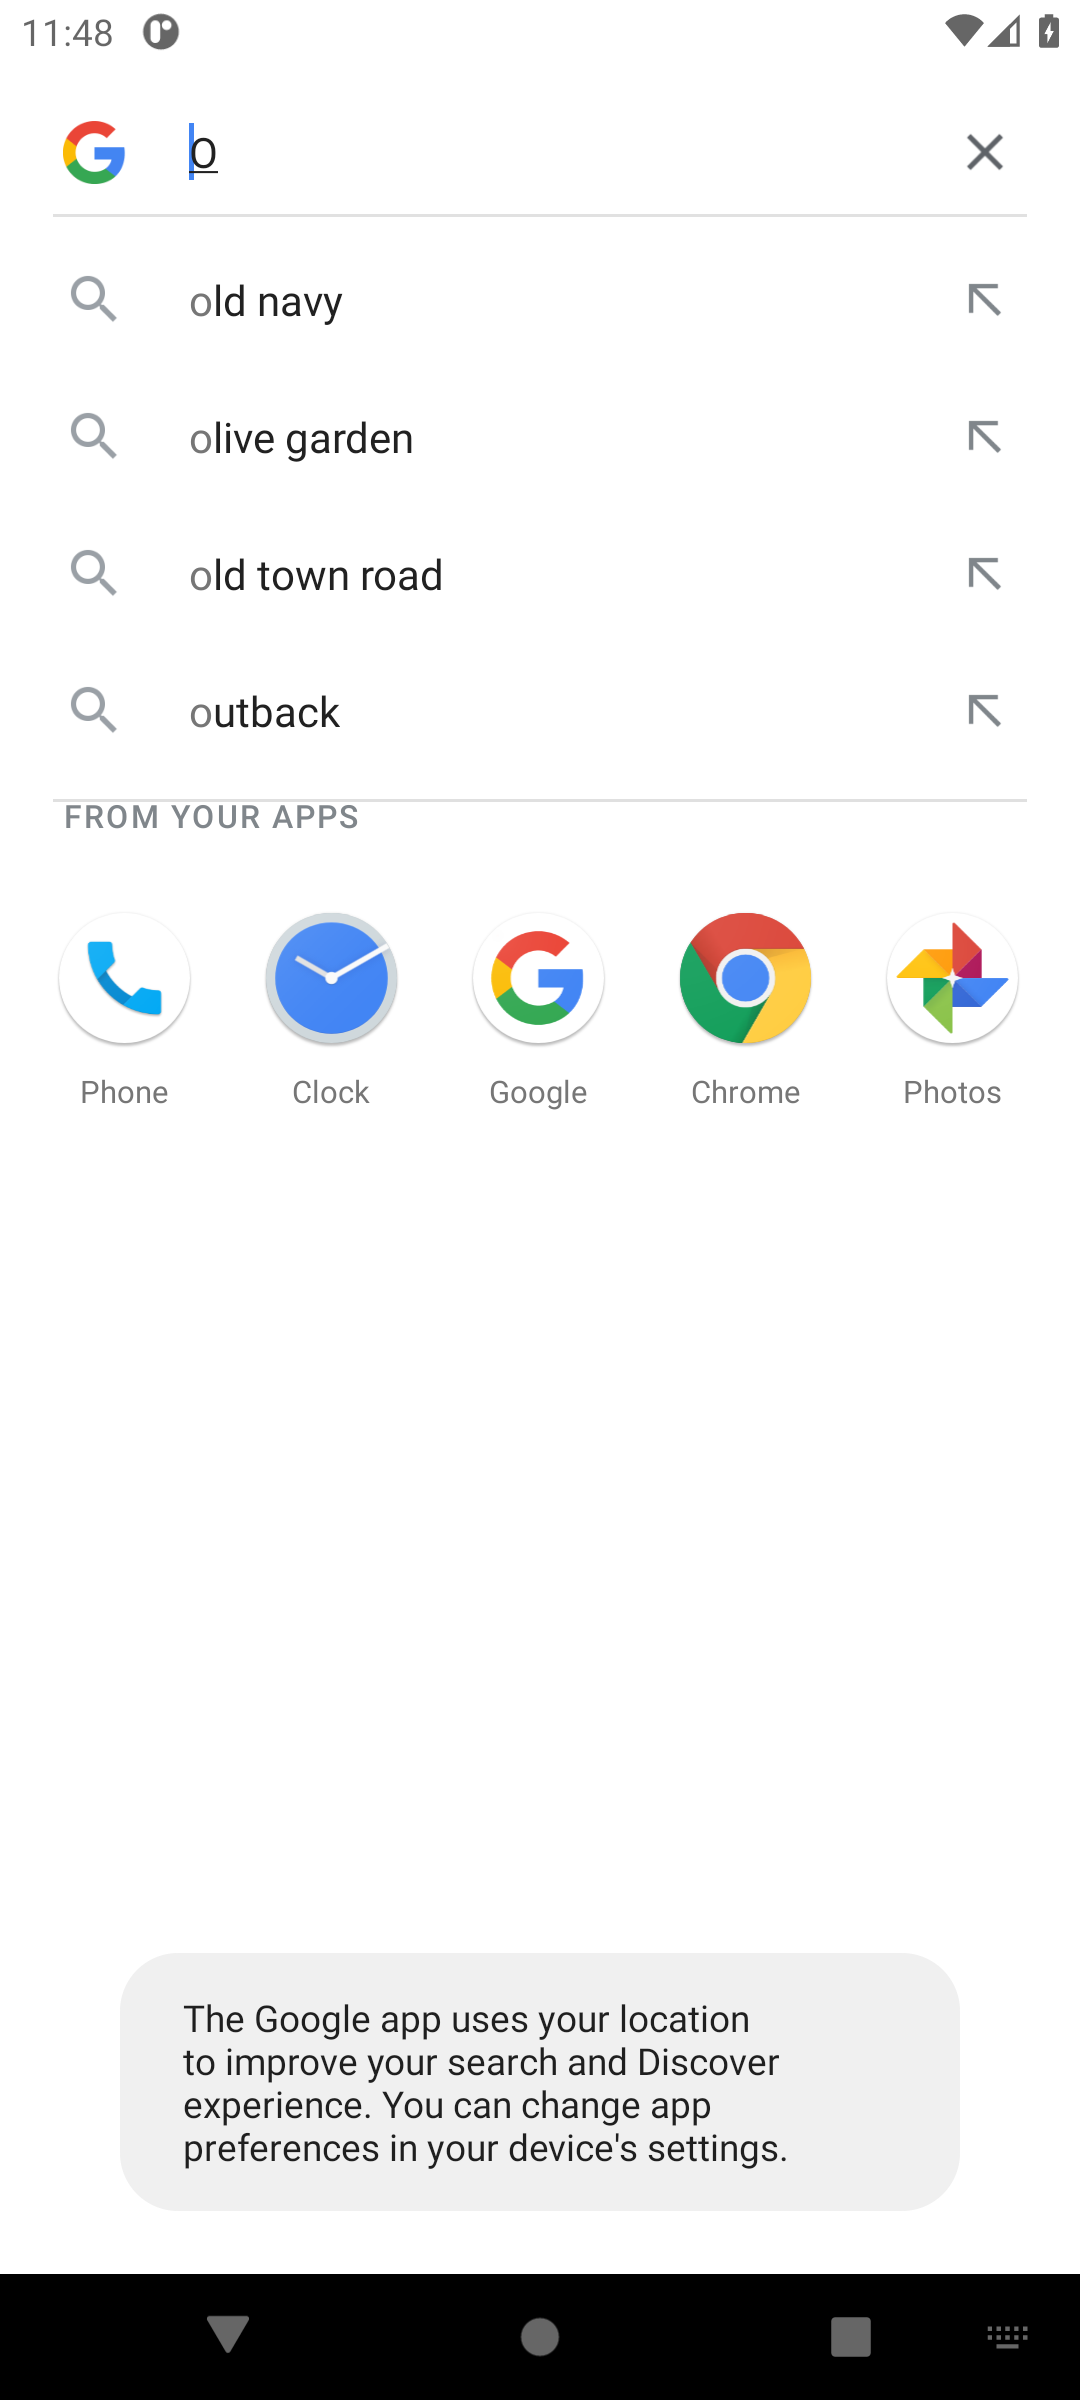 11:48
o
old navy
olive garden
old town road
outback
FROM YOUR APPS
Phone Clock Google Chrome Photos
The Google app uses your location
to improve your search and Discover
experience. You can change app
preferences in your device's settings.